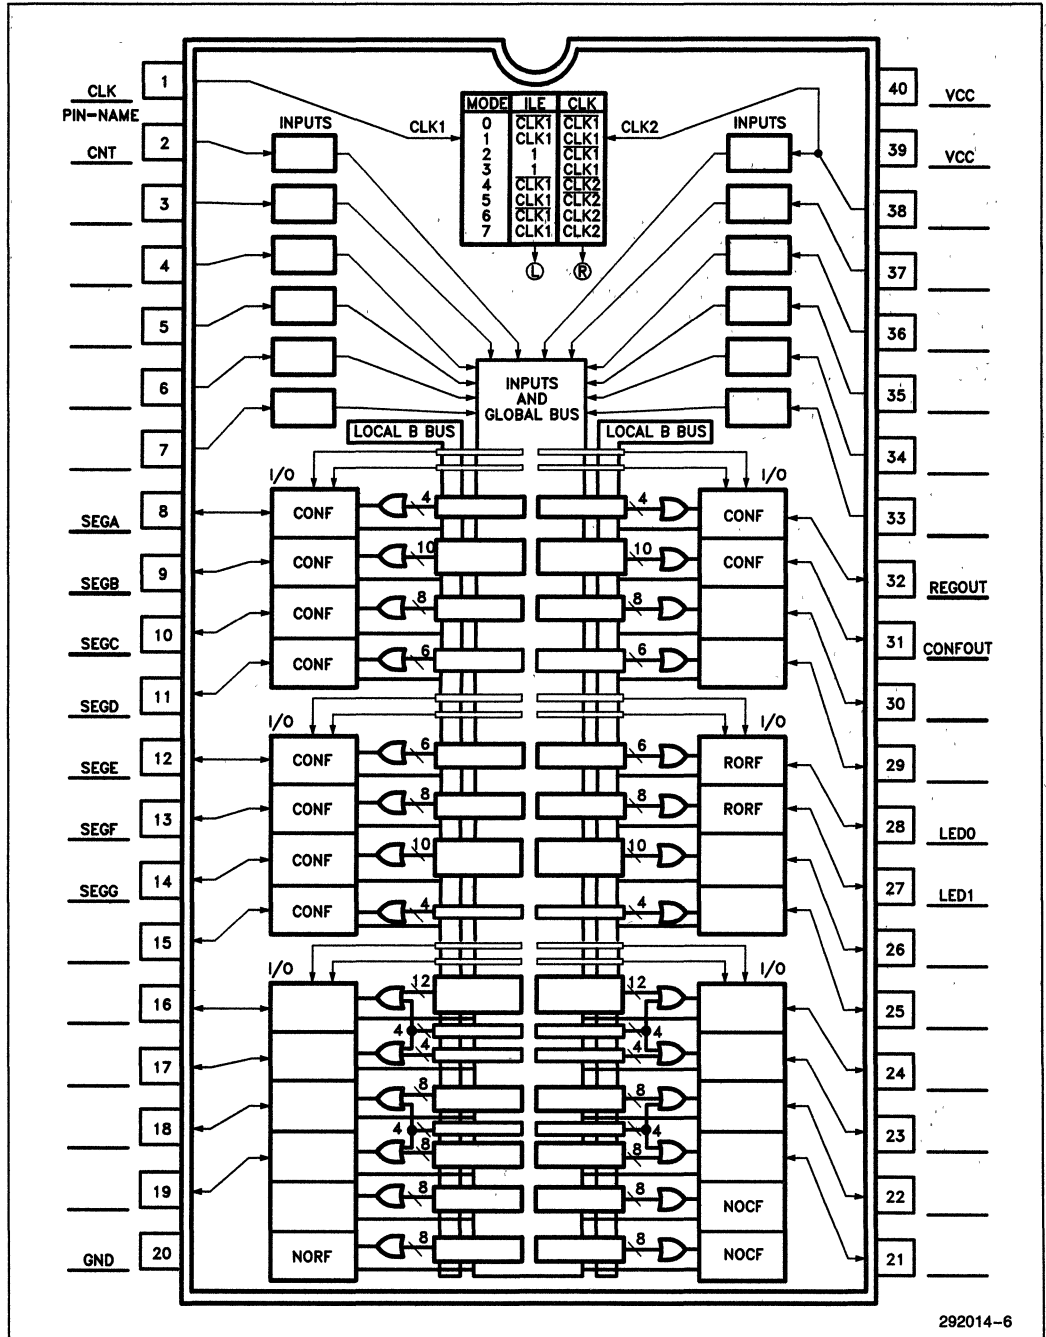 1
40
CLK
VCC
PIN-NAME
MODE ILE CLK
0 CLK1 CLK1
1 CLK1 CLK1
2 1 CLK1
3 1 CLK1
4 CLK1 CLK2
5 CLK1 CLK2
6 CLK1 CLK2
7 CLK1 CLK2
CLK1
CLK2
L
R
INPUTS
INPUTS
2
CNT
39
VCC
3
38
4
37
5
36
6
35
7
34
33
INPUTS
AND
GLOBAL BUS
LOCAL B BUS
LOCAL B BUS
I/O
I/O
8
SEGA
CONF
4
4
CONF
9
SEGB
CONF
10
10
CONF
32
REGOUT
10
SEGC
CONF
8
8
31
CONFOUT
11
SEGD
CONF
6
6
30
I/O
I/O
12
SEGE
CONF
6
6
RORF
29
13
SEGF
CONF
8
8
RORF
28
LED0
14
SEGG
CONF
10
10
27
LED1
15
CONF
4
4
26
I/O
I/O
16
12
12
25
4
4
17
4
4
24
18
8
8
23
4
4
8
8
19
8
8
NOCF
22
20
GND
NORF
8
8
NOCF
21
292014-6